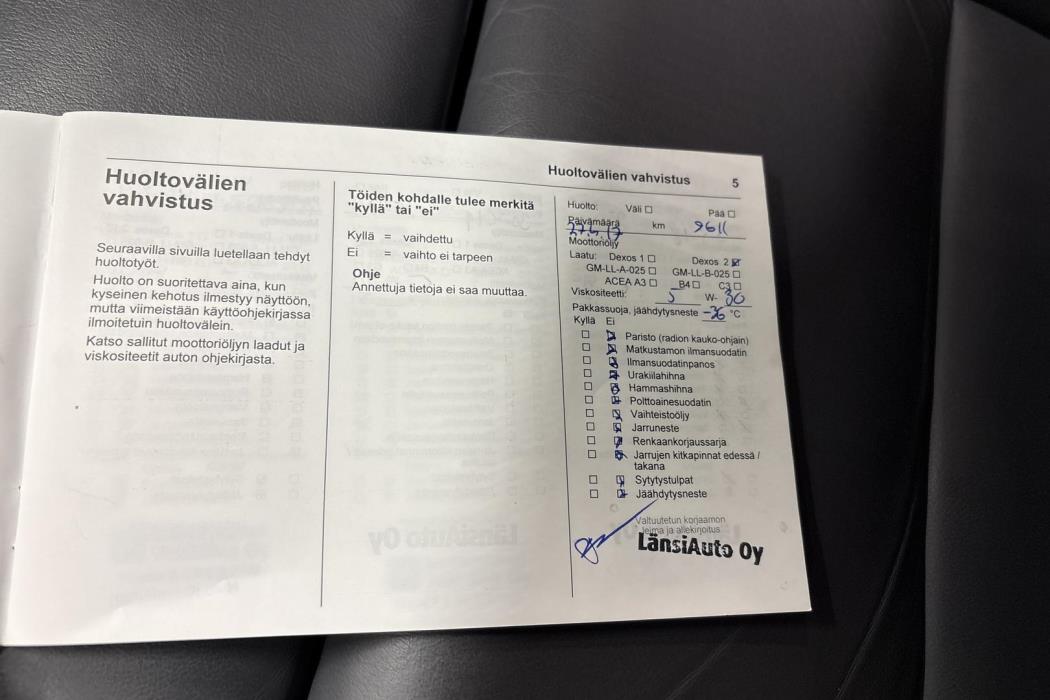 Huoltovälien vahvistus 5
Huoltovälien
vahvistus
Seuraavilla sivuilla luetellaan tehdyt
huoltotyöt.
Huolto on suoritettava aina, kun
kyseinen kehotus ilmestyy näyttöön,
mutta viimeistään käyttöohjekirjassa
ilmoitetuin huoltovälein.
Katso sallitut moottoriöljyn laadut ja
viskositeetit auton ohjekirjasta.
Töiden kohdalle tulee merkitä
"kyllä" tai "ei"
Kyllä = vaihdettu
Ei = vaihto ei tarpeen
Ohje
Annettuja tietoja ei saa muuttaa.
Huolto: Väli ☐ Pää ☐
Päivämäärä km 9611
Moottoriöljy
Laatu: Dexos 1 ☐ Dexos 2 ☒
GM-LL-A-025 ☐ GM-LL-B-025 ☐
ACEA A3 ☐ B4 ☐ C3 ☐
Viskositeetti: 5 W- 30
Pakkassuoja, jäähdytysneste -36 °C
Kyllä Ei
☐ ☒ Paristo (radion kauko-ohjain)
☐ ☒ Matkustamon ilmansuodatin
☐ ☒ Ilmansuodatinpanos
☐ ☒ Urakiilahihna
☐ ☒ Hammashihna
☐ ☒ Polttoainesuodatin
☐ ☒ Vaihteistoöljy
☐ ☒ Jarruneste
☐ ☒ Renkaankorjaussarja
☐ ☒ Jarrujen kitkapinnat edessä /
takana
☐ ☒ Sytytystulpat
☐ ☒ Jäähdytysneste
Valtuutetun korjaamon
leima ja allekirjoitus
LänsiAuto Oy